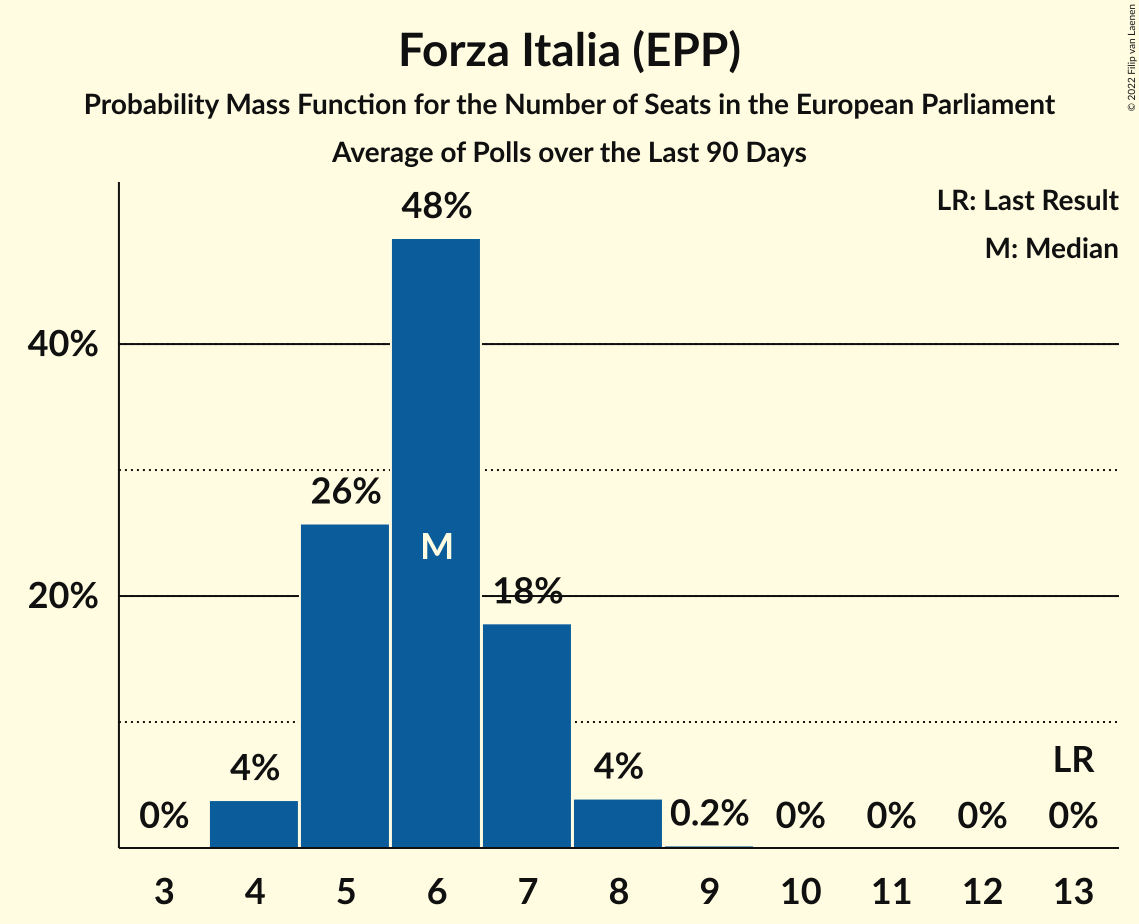 Forza Italia (EPP)
Probability Mass Function for the Number of Seats in the European Parliament
Average of Polls over the Last 90 Days
© 2022 Filip van Laenen
LR: Last Result
M: Median
48%
40%
26%
M
20%
18%
4%
4%
LR
0%
0.2%
0%
0%
0%
0%
3 4 5 6 7 8 9 10 11 12 13